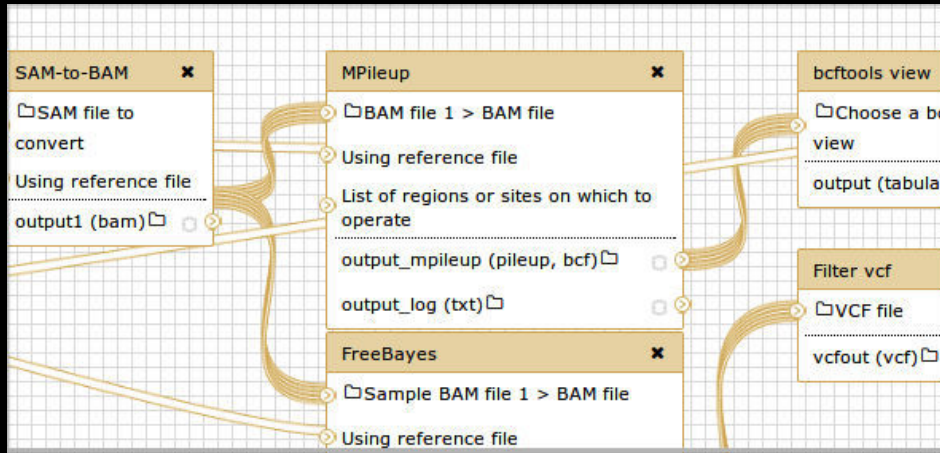 SAM-to-BAM
SAM file to
convert
Using reference file
output1 (bam)
MPileup
BAM file 1 > BAM file
Using reference file
List of regions or sites on which to
operate
output_mpileup (pileup, bcf)
output_log (txt)
FreeBayes
Sample BAM file 1 > BAM file
Using reference file
bcftools view
Choose a
view
output
Filter vcf
VCF file
vcfout (vcf)